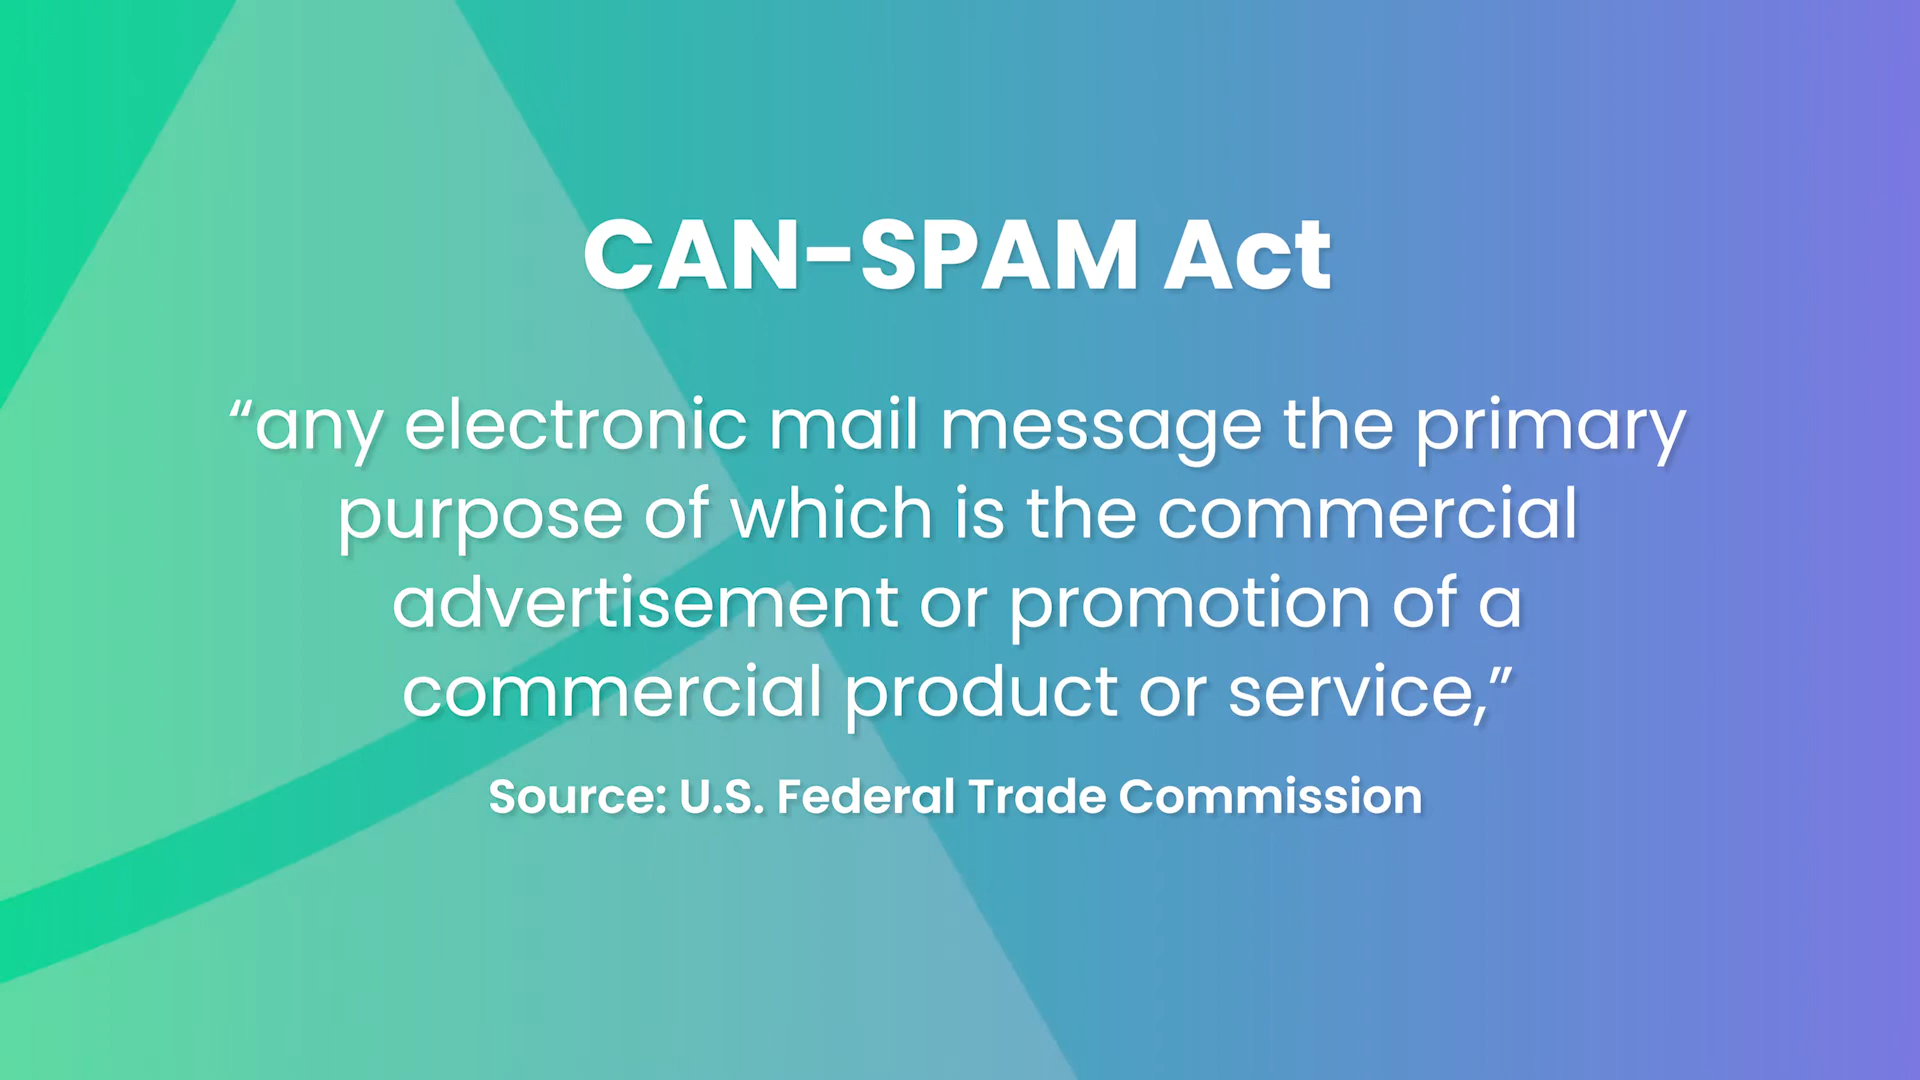 CAN-SPAM Act
“any electronic mail message the primary
purpose of which is the commercial
advertisement or promotion of a
commercial product or service,”
Source: U.S. Federal Trade Commission